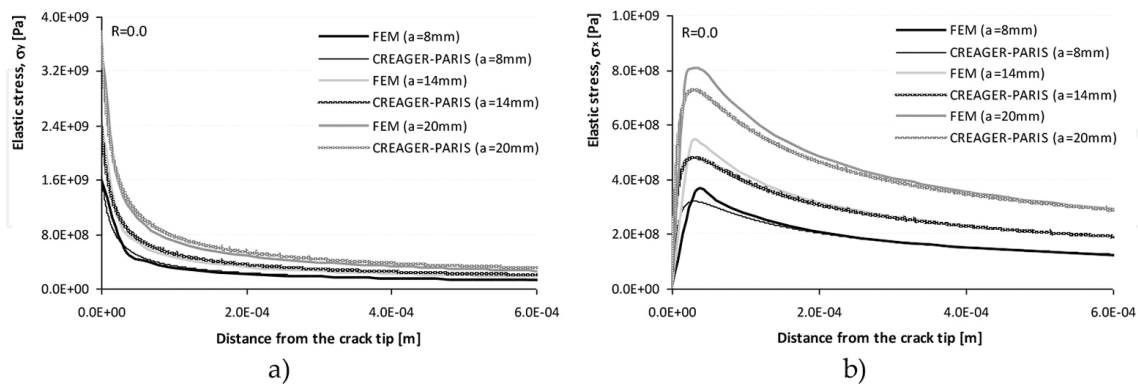 4.0E+09
3.2E+09
2.4E+09
1.6E+09
8.0E+08
0.0E+00
Elastic stress, σy [Pa]
R=0.0
FEM (a=8mm)
CREAGER-PARIS (a=8mm)
FEM (a=14mm)
CREAGER-PARIS (a=14mm)
FEM (a=20mm)
CREAGER-PARIS (a=20mm)
0.0E+00 2.0E-04 4.0E-04 6.0E-04
Distance from the crack tip [m]
a)
1.0E+09
8.0E+08
6.0E+08
4.0E+08
2.0E+08
0.0E+00
Elastic stress, σx [Pa]
R=0.0
FEM (a=8mm)
CREAGER-PARIS (a=8mm)
FEM (a=14mm)
CREAGER-PARIS (a=14mm)
FEM (a=20mm)
CREAGER-PARIS (a=20mm)
0.0E+00 2.0E-04 4.0E-04 6.0E-04
Distance from the crack tip [m]
b)